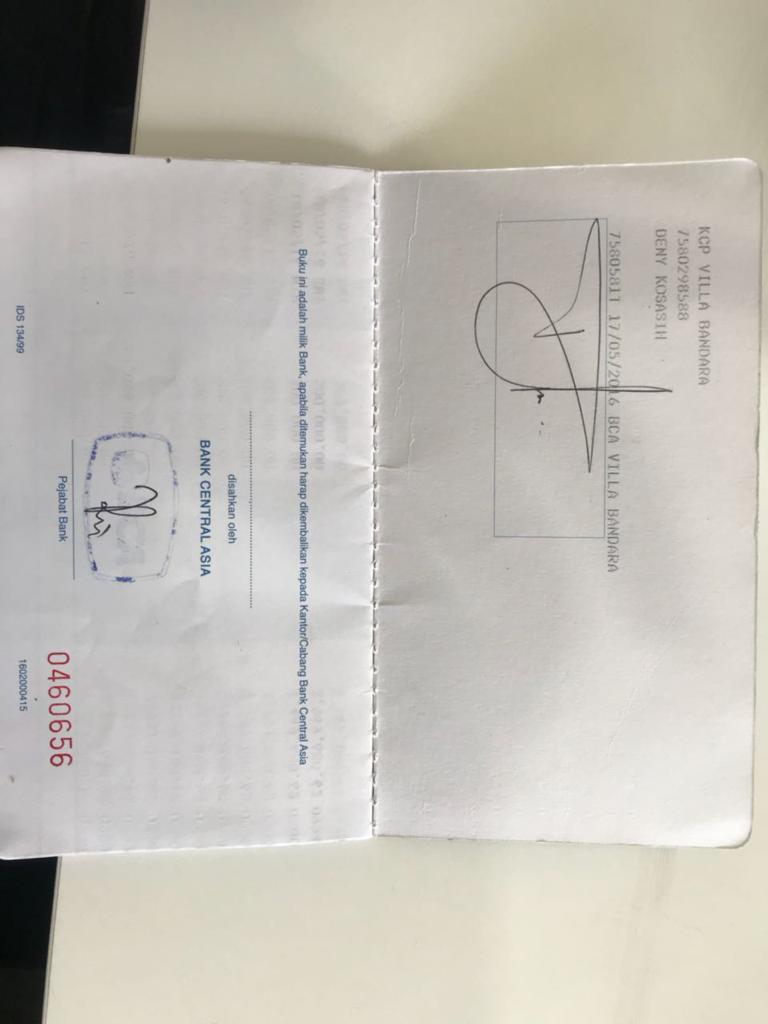 KCP VILLA BANDARA
7580298588
DENY KOSASIH
75805811 17/05/2016 BCA VILLA BANDARA
Buku ini adalah milik Bank, apabila ditemukan harap dikembalikan kepada Kantor/Cabang Bank Central Asia
disahkan oleh
BANK CENTRAL ASIA
BCA
Pejabat Bank
0460656
IDS 134/99
1602000415